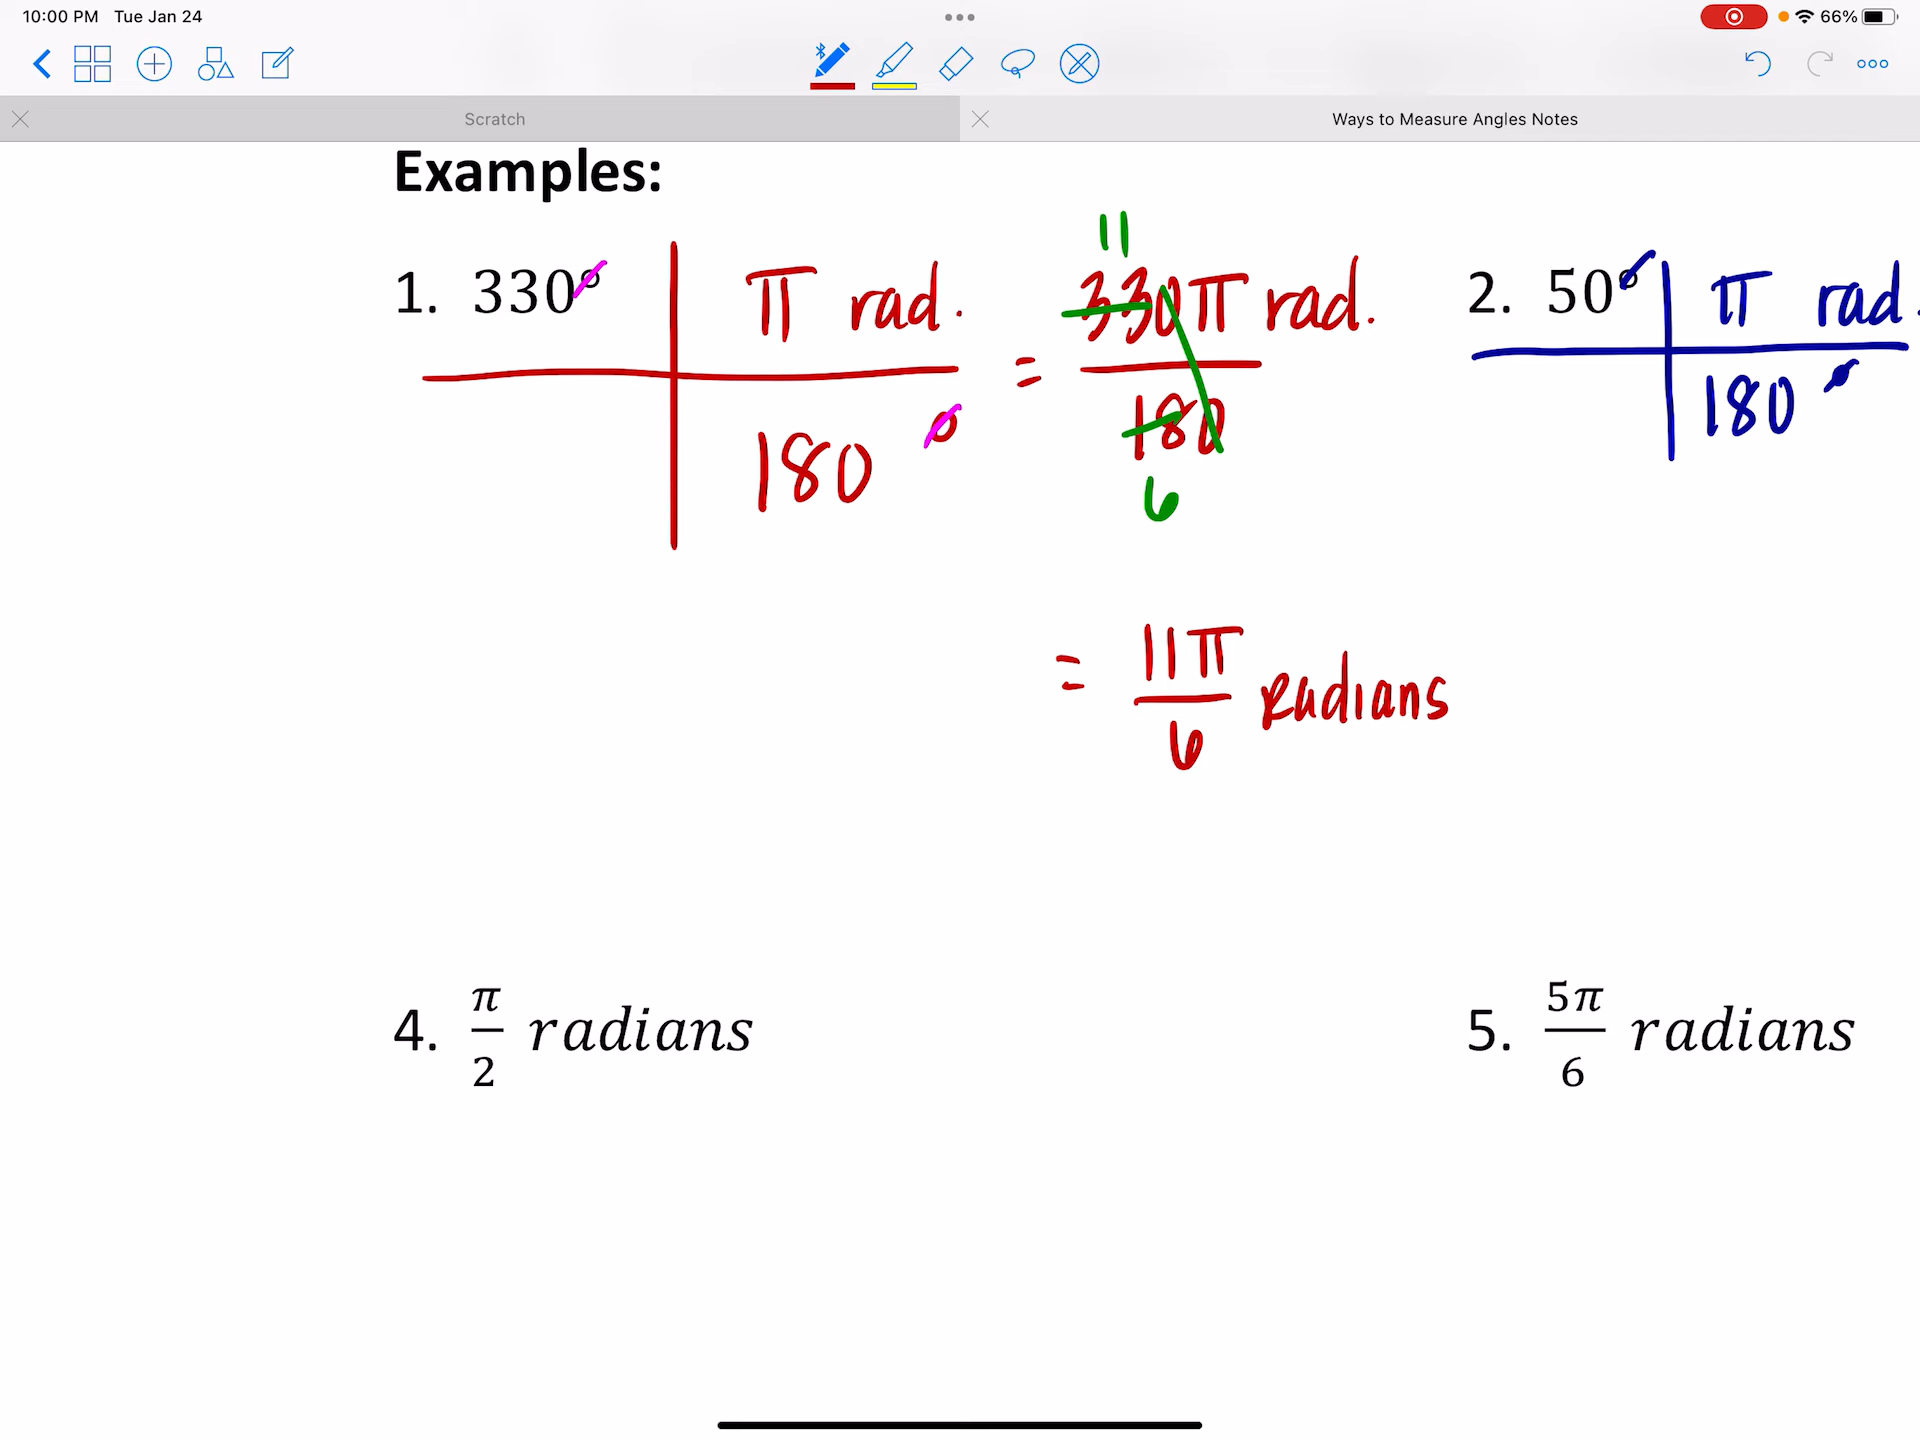 10:00 PM Tue Jan 24
66%
Scratch
Ways to Measure Angles Notes
Examples:
1. 330° | π rad. / 180° = 330π rad. / 180
11
6
= 11π/6 Radians
2. 50° | π rad. / 180°
4. π/2 radians
5. 5π/6 radians